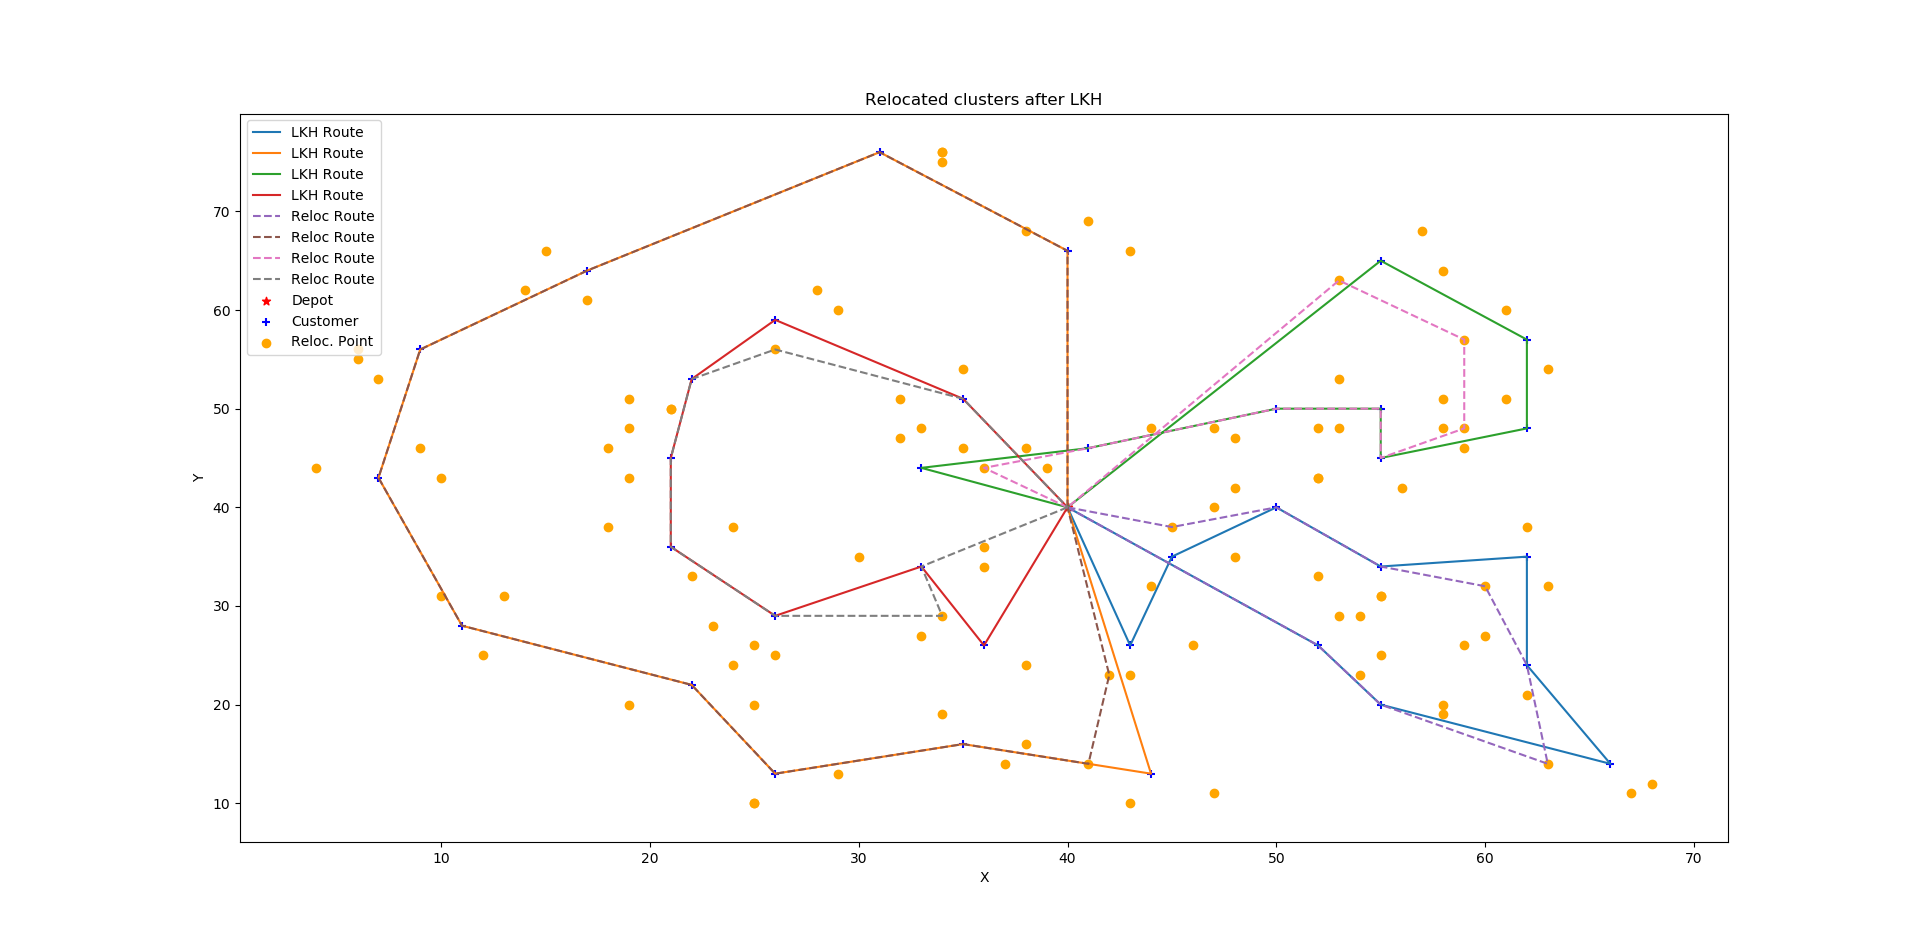 Relocated clusters after LKH
LKH Route
LKH Route
LKH Route
LKH Route
Reloc Route
Reloc Route
Reloc Route
Reloc Route
Depot
Customer
Reloc. Point
70
60
50
40
30
20
10
Y
10 20 30 40 50 60 70
X